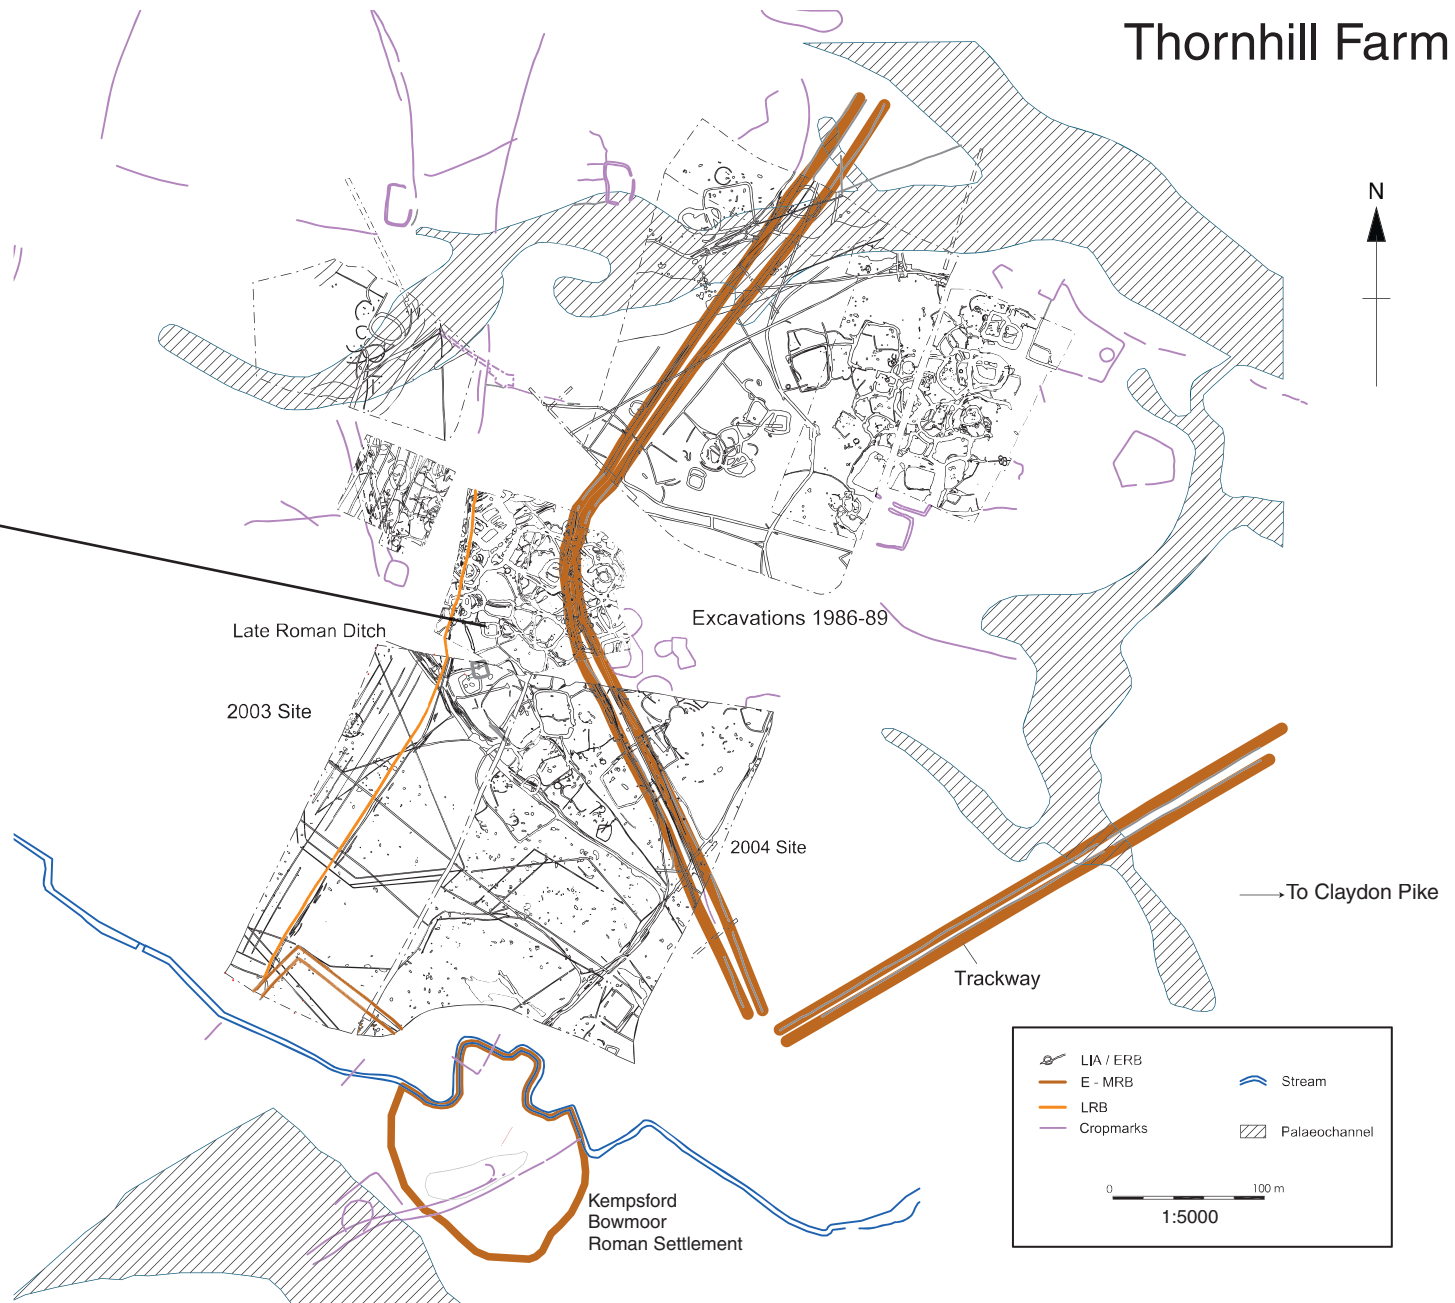 Thornhill Farm
N
Excavations 1986-89
Late Roman Ditch
2003 Site
2004 Site
To Claydon Pike
Trackway
LIA / ERB
E - MRB
LRB
Cropmarks
Stream
Palaeochannel
0 100 m
1:5000
Kempsford
Bowmoor
Roman Settlement